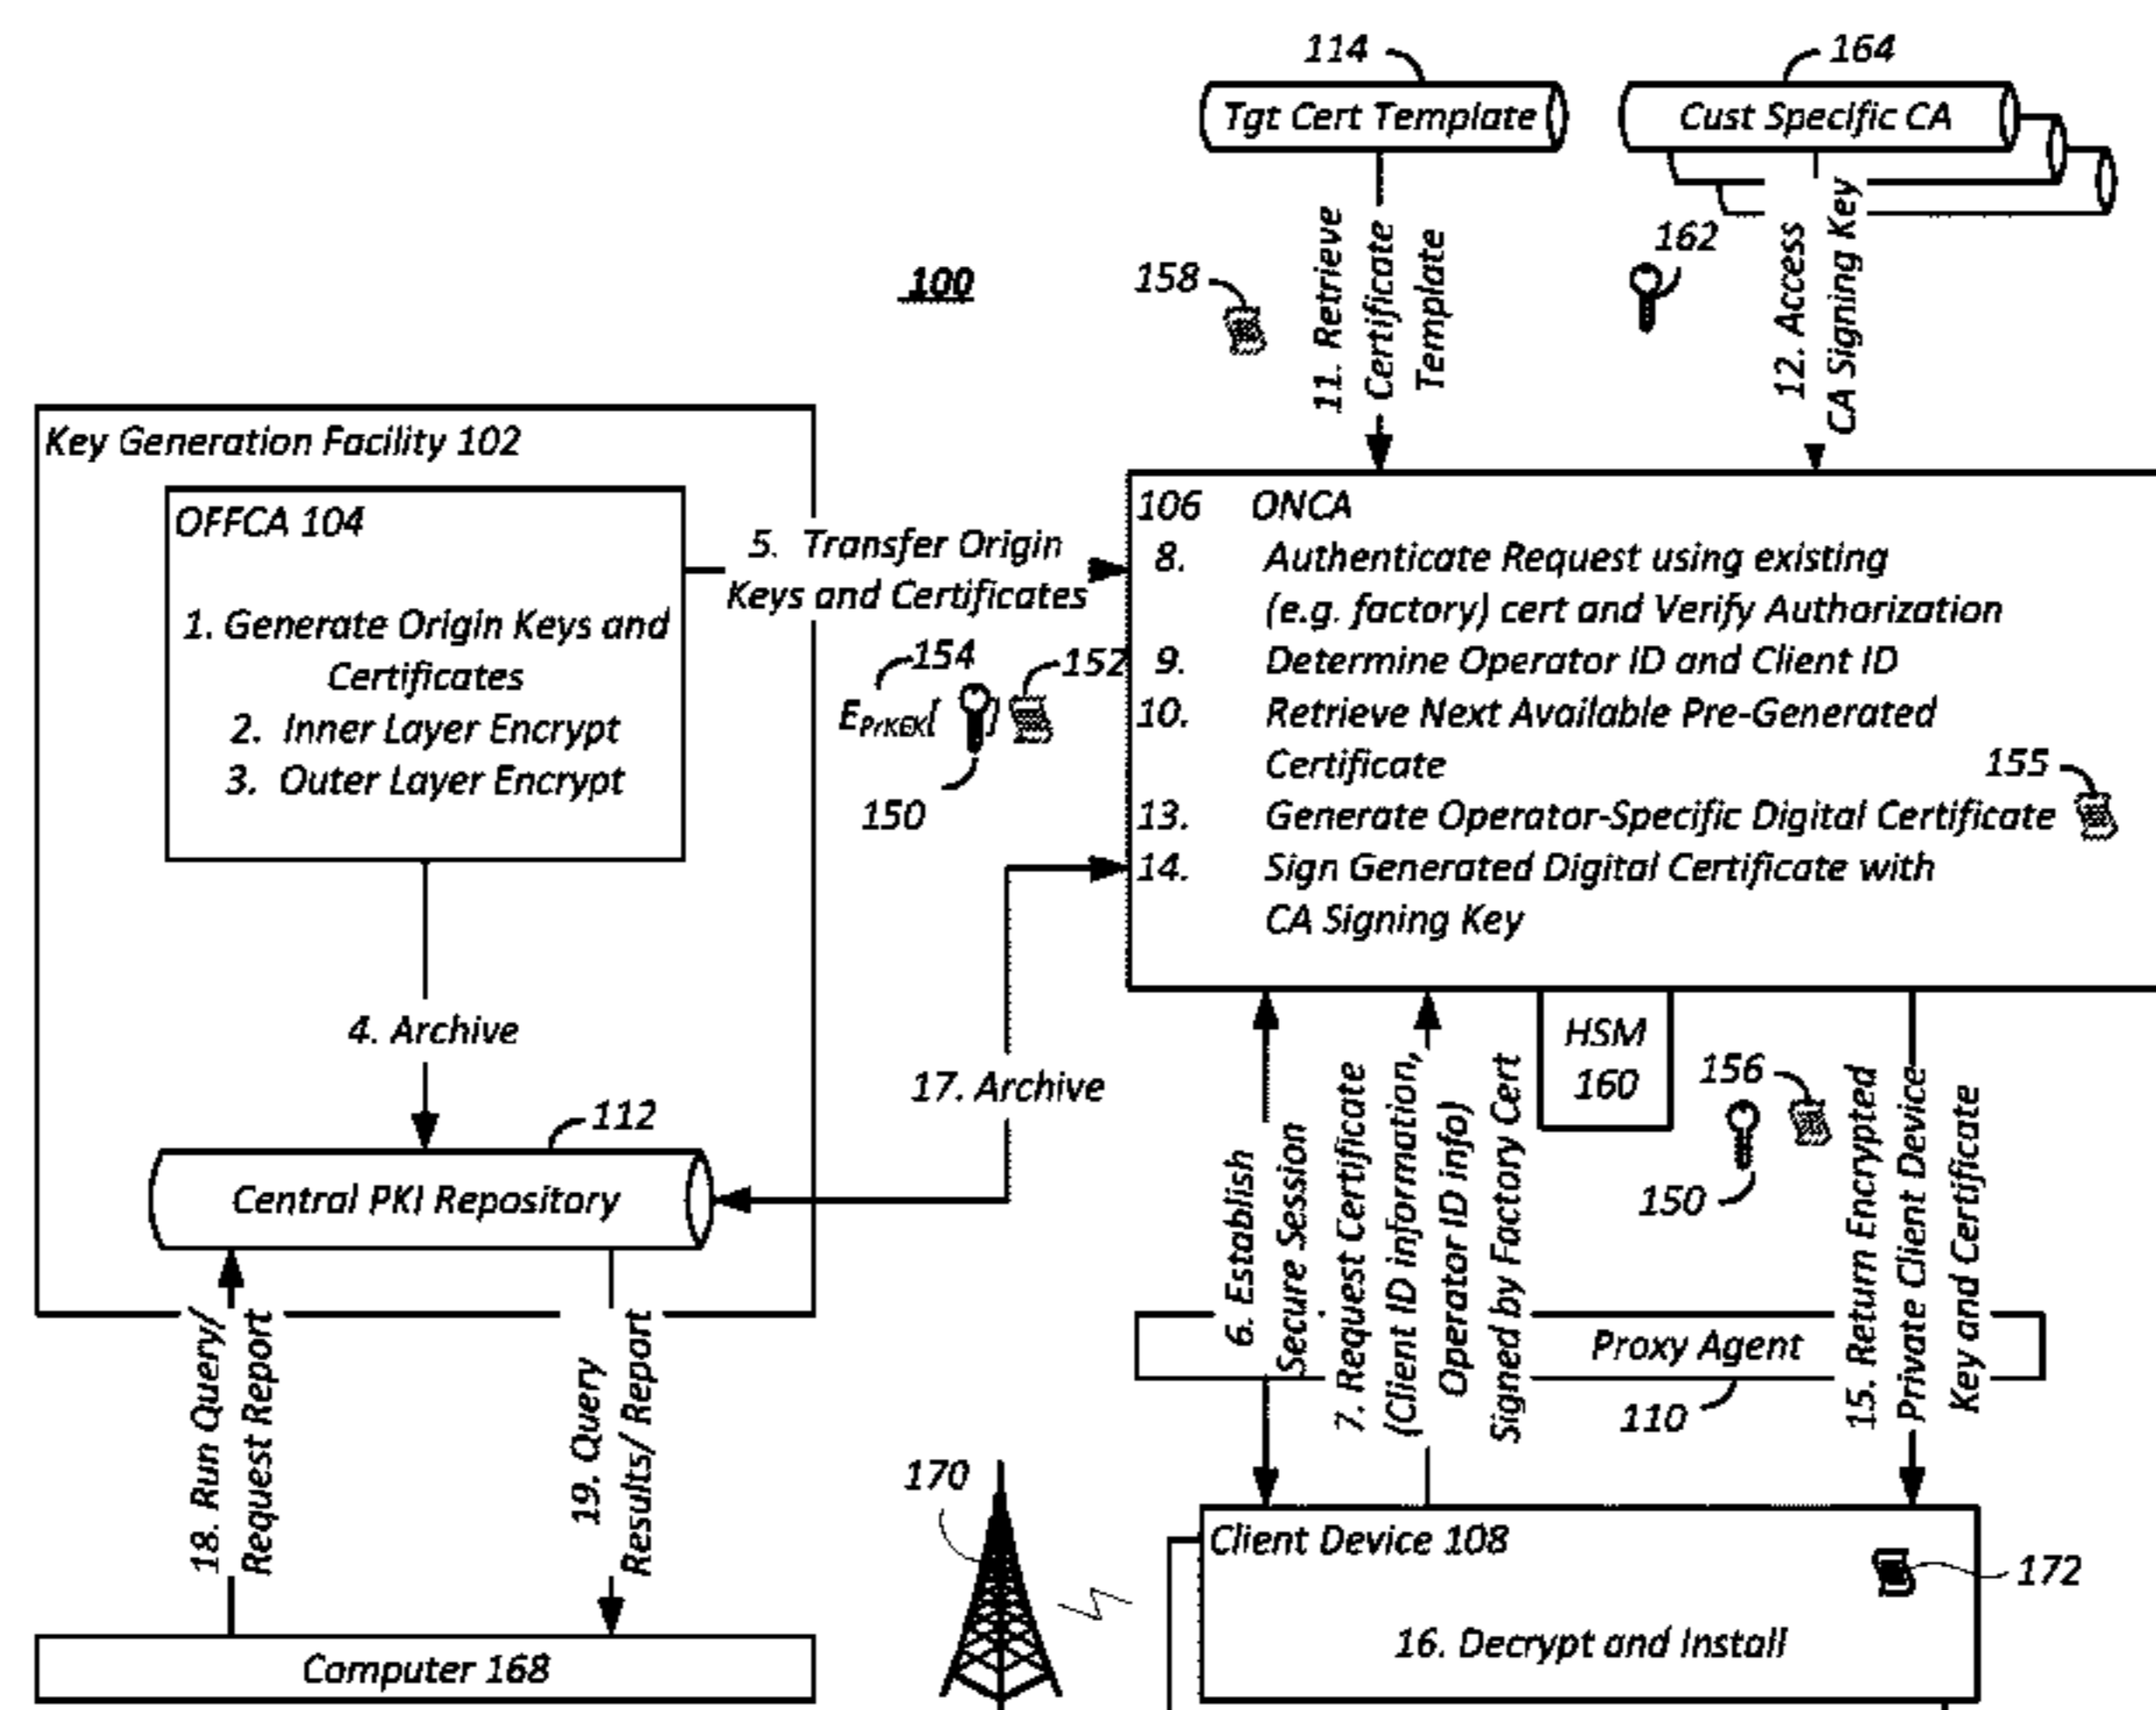 114
164
Tgt Cert Template
Cust Specific CA
100
158
162
11. Retrieve
Certificate
Template
12. Access
CA Signing Key
Key Generation Facility 102
OFFCA 104
1. Generate Origin Keys and
Certificates
2. Inner Layer Encrypt
3. Outer Layer Encrypt
5. Transfer Origin
Keys and Certificates
154
152
EPrKEK{ }
150
106 ONCA
8. Authenticate Request using existing
(e.g. factory) cert and Verify Authorization
9. Determine Operator ID and Client ID
10. Retrieve Next Available Pre-Generated
Certificate
155
13. Generate Operator-Specific Digital Certificate
14. Sign Generated Digital Certificate with
CA Signing Key
4. Archive
17. Archive
112
Central PKI Repository
HSM
160
156
150
6. Establish
Secure Session
7. Request Certificate
(Client ID information,
Operator ID info)
Signed by Factory Cert
15. Return Encrypted
Private Client Device
Key and Certificate
Proxy Agent
110
18. Run Query/
Request Report
19. Query
Results/ Report
170
Client Device 108
172
16. Decrypt and Install
Computer 168